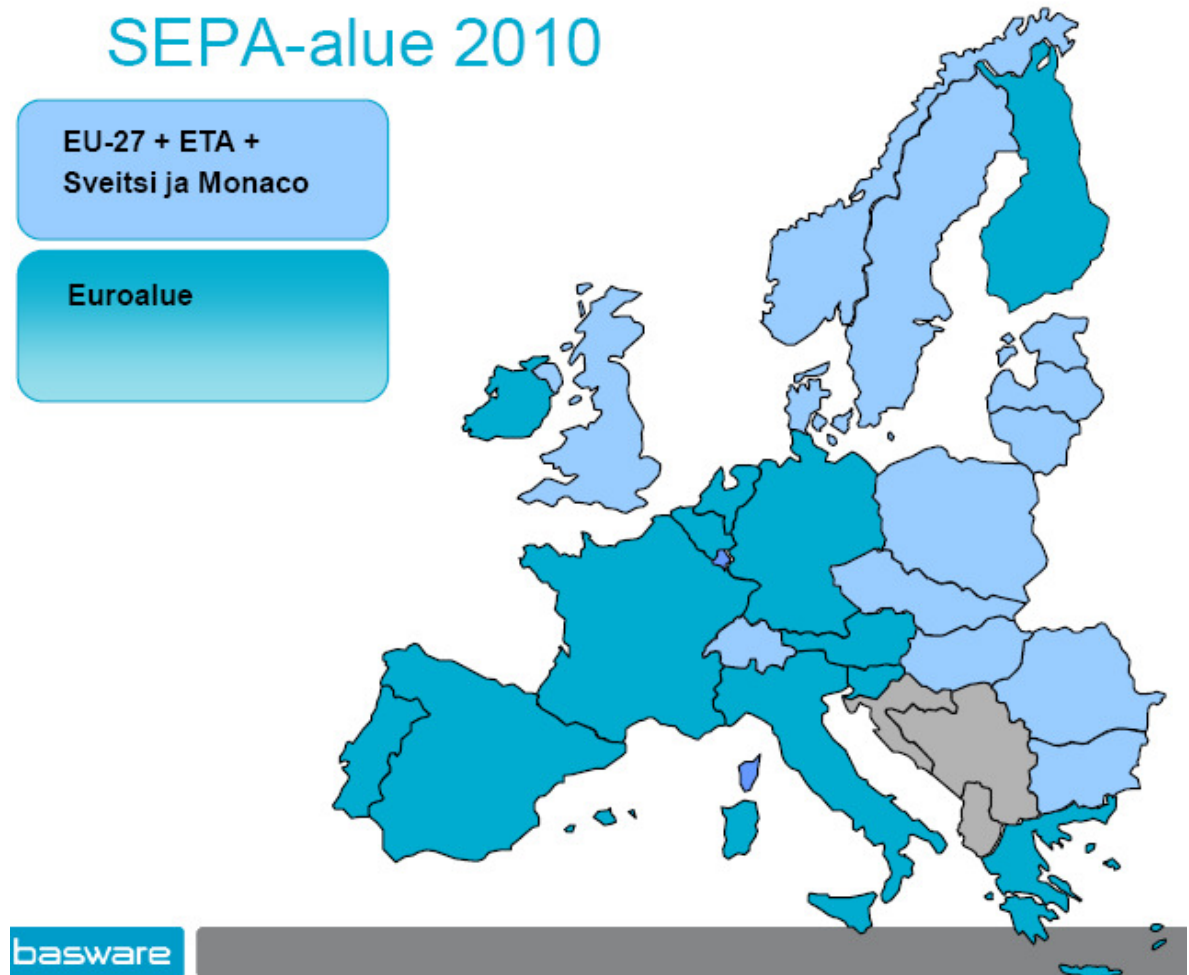 SEPA-alue 2010
EU-27 + ETA +
Sveitsi ja Monaco
Euroalue
basware